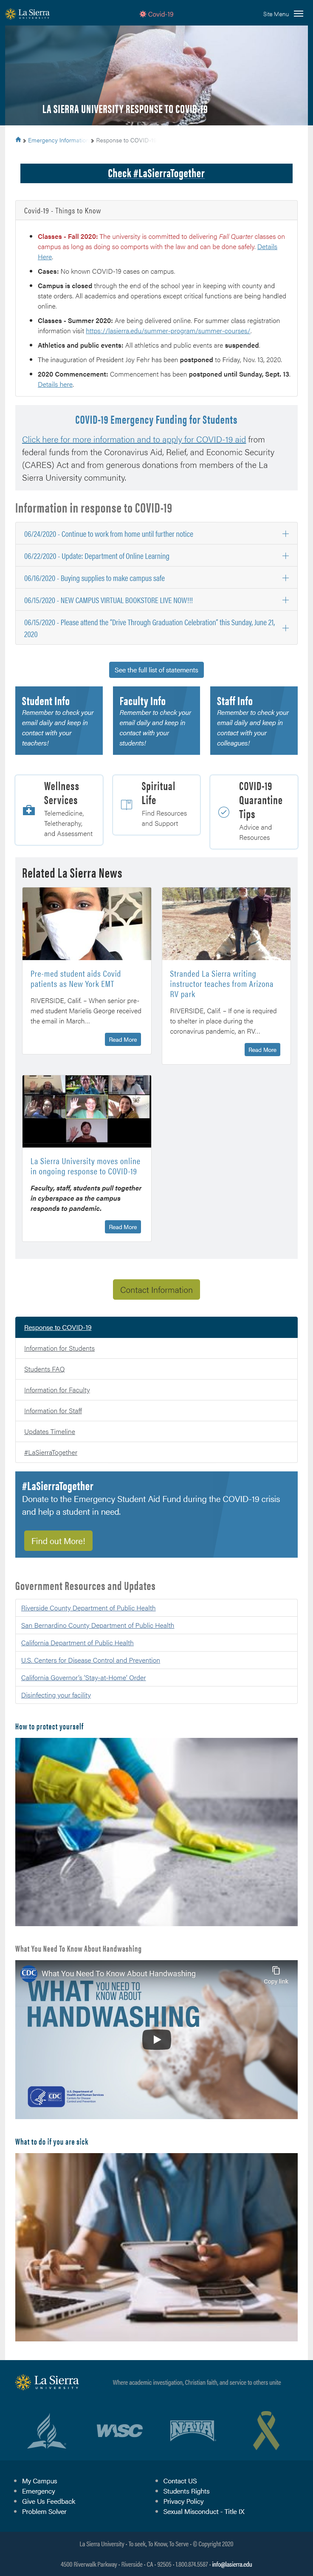 La Sierra
UNIVERSITY
Covid-19
Site Menu
LA SIERRA UNIVERSITY RESPONSE TO COVID-19
Emergency Informa
Response to COVID-1
Check #LaSierraTogether
Covid-19 - Things to Know
Classes - Fall 2020: The university is committed to delivering Fall Quarter classes on
campus as long as doing so comports with the law and can be done safely. Details
Here.
Cases: No known COVID-19 cases on campus.
Campus is closed through the end of the school year in keeping with county and
state orders. All academics and operations except critical functions are being handled
online.
Classes - Summer 2020: Are being delivered online. For summer class registration
information visit https://lasierra.edu/summer-program/summer-courses/.
Athletics and public events: All athletics and public events are suspended.
The inauguration of President Joy Fehr has been postponed to Friday, Nov. 13, 2020.
2020 Commencement: Commencement has been postponed until Sunday, Sept. 13.
Details here.
COVID-19 Emergency Funding for Students
Click here for more information and to apply for COVID-19 aid from
federal funds from the Coronavirus Aid, Relief, and Economic Security
(CARES) Act and from generous donations from members of the La
Sierra University community.
Information in response to COVID-19
06/24/2020 - Continue to work from home until further notice
06/22/2020 - Update: Department of Online Learning
06/16/2020 - Buying supplies to make campus safe
06/15/2020 - NEW CAMPUS VIRTUAL BOOKSTORE LIVE NOW!!!!
06/15/2020 - Please attend the "Drive Through Graduation Celebration" this Sunday, June 21,
2020
See the full list of statements
Student Info
Remember to check your
email daily and keep in
contact with your
teachers!
Faculty Info
Remember to check your
email daily and keep in
contact with your
students!
Staff Info
Remember to check your
email daily and keep in
contact with your
colleagues!
Wellness
Services
Telemedicine,
Teletheraphy,
and Assessment
Spiritual
Life
Find Resources
and Support
COVID-19
Quarantine
Tips
Advice and
Resources
Related La Sierra News
Pre-med student aids Covid
patients as New York EMT
RIVERSIDE, Calif. – When senior pre-
med student Mariella George received
the email in March…
Read More
Stranded La Sierra writing
instructor teaches from Arizona
RV park
RIVERSIDE, Calif. – If one is required
to shelter in place during the
coronavirus pandemic, an RV…
Read More
La Sierra University moves online
in ongoing response to COVID-19
Faculty, staff, students pull together
in cyberspace as the campus
responds to pandemic.
Read More
Contact Information
Response to COVID-19
Information for Students
Students FAQ
Information for Faculty
Information for Staff
Updates Timeline
#LaSierraTogether
#LaSierraTogether
Donate to the Emergency Student Aid Fund during the COVID-19 crisis
and help a student in need.
Find out More!
Government Resources and Updates
Riverside County Department of Public Health
San Bernardino County Department of Public Health
California Department of Public Health
U.S. Centers for Disease Control and Prevention
California Governor's 'Stay-at-Home' Order
Disinfecting your facility
How to protect yourself
What You Need To Know About Handwashing
CDC
What You Need To Know About Handwashing
Copy link
WHAT YOU NEED TO KNOW ABOUT
HANDWASHING
CDC
What to do if you are sick
La Sierra
UNIVERSITY
Where academic investigation, Christian faith, and service to others unite
WSC
NAIA
My Campus
Emergency
Give Us Feedback
Problem Solver
Contact US
Students Rights
Privacy Policy
Sexual Misconduct - Title IX
La Sierra University - To seek, To Know, To Serve - © Copyright 2020
4500 Riverwalk Parkway - Riverside - CA - 92505 - 1.800.874.5587 - info@lasierra.edu